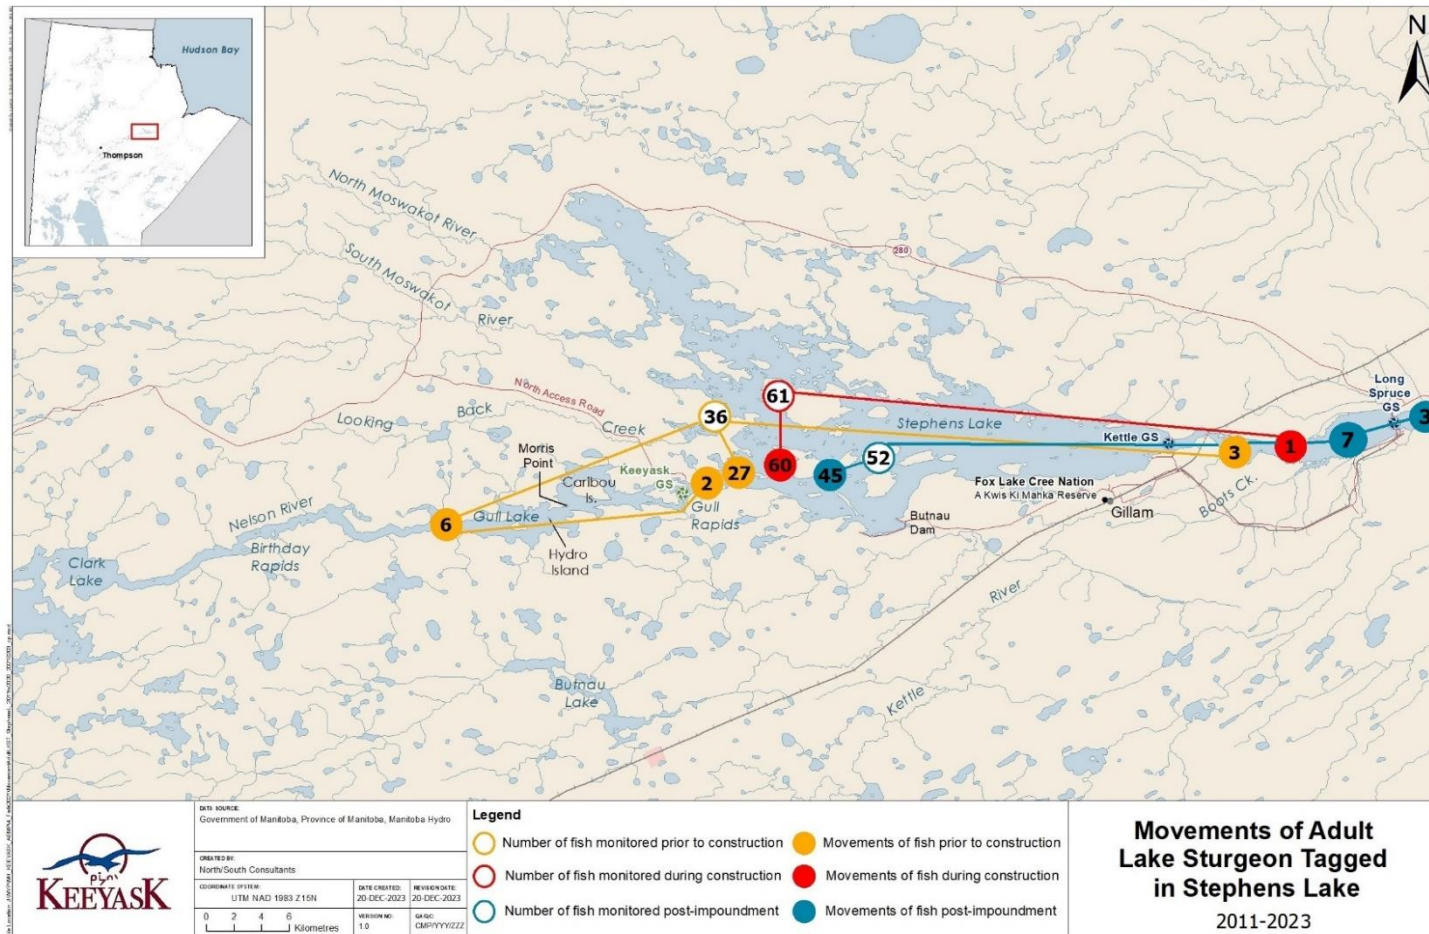 Hudson Bay
Thompson
N
North Moswakot River
South Moswakot
River
280
North Access Road
Looking
Back
Creek
61
36
Stephens Lake
Long
Spruce
GS
Kettle GS
3
1
7
3
Morris
Point
Caribou
Is.
Keeyask
GS
2
27
60
45
52
Gull
Rapids
Fox Lake Cree Nation
A Kwis Ki Mahka Reserve
Gillam
Boots Ck.
6
Gull Lake
Nelson River
Birthday
Rapids
Hydro
Island
Butnau
Dam
Clark
Lake
River
Kettle
Butnau
Lake
KEEYASK
DATA SOURCE:
Government of Manitoba, Province of Manitoba, Manitoba Hydro
CREATED BY:
North/South Consultants
COORDINATE SYSTEM:
UTM NAD 1983 Z15N
DATE CREATED:
20-DEC-2023
REVISION DATE:
20-DEC-2023
0 2 4 6
Kilometres
VERSION NO:
1.0
QA/QC:
CMP/YYY/ZZZ
Legend
Number of fish monitored prior to construction
Number of fish monitored during construction
Number of fish monitored post-impoundment
Movements of fish prior to construction
Movements of fish during construction
Movements of fish post-impoundment
Movements of Adult
Lake Sturgeon Tagged
in Stephens Lake
2011-2023